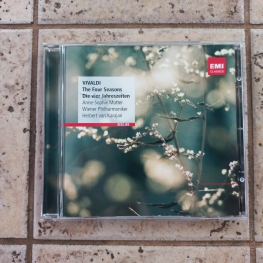 EMI
CLASSICS
VIVALDI
The Four Seasons
Die vier Jahreszeiten
Anne-Sophie Mutter
Wiener Philharmoniker
Herbert von Karajan